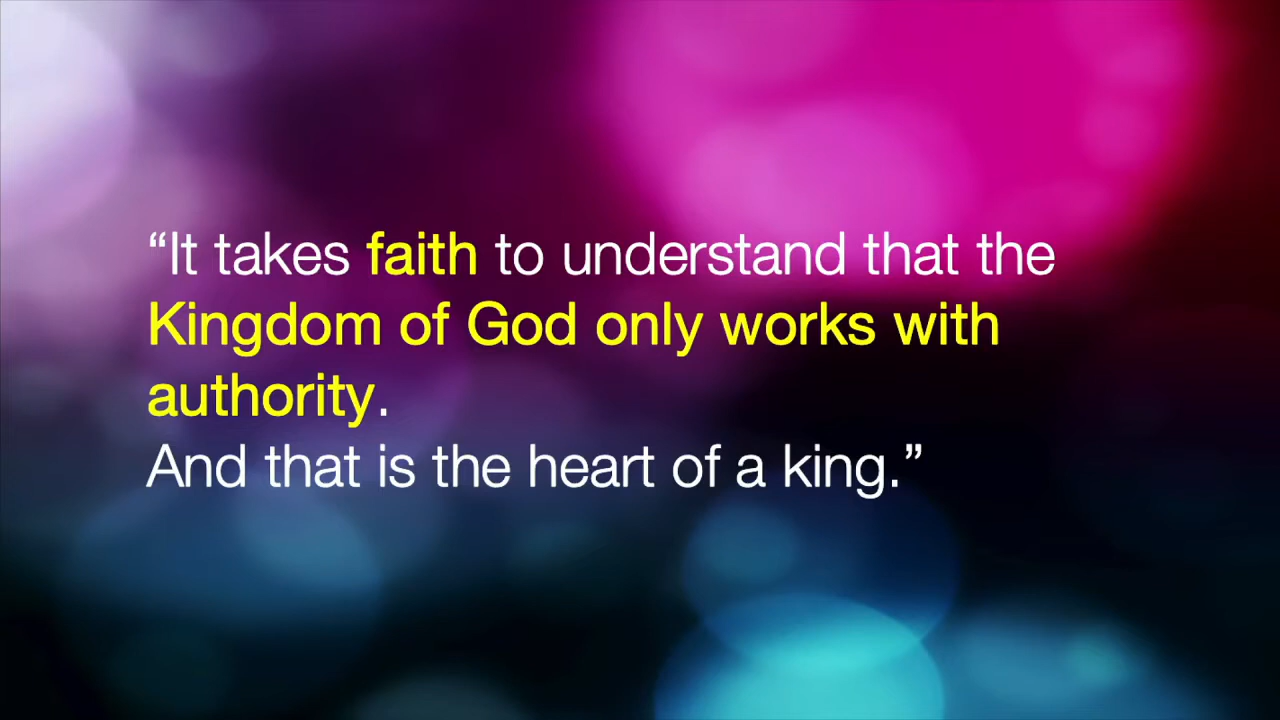 “It takes faith to understand that the
Kingdom of God only works with
authority.
And that is the heart of a king.”